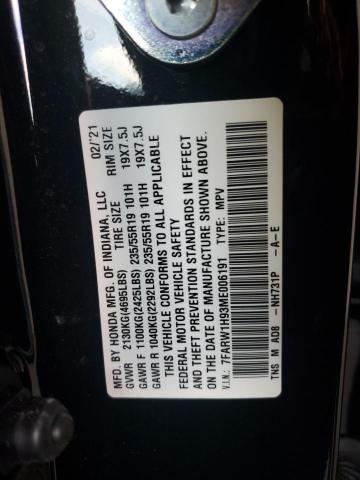 MFD. BY HONDA MFG. OF INDIANA, LLC 02/'21
GVWR 2130KG(4695LBS) TIRE SIZE RIM SIZE
GAWR F 1100KG(2425LBS) 235/55R19 101H 19X7.5J
GAWR R 1040KG(2292LBS) 235/55R19 101H 19X7.5J
THIS VEHICLE CONFORMS TO ALL APPLICABLE
FEDERAL MOTOR VEHICLE SAFETY
AND THEFT PREVENTION STANDARDS IN EFFECT
ON THE DATE OF MANUFACTURE SHOWN ABOVE.
V.I.N.: 7FARW1H93ME006191 TYPE: MPV
TNS M AD8 -NH731P -A-E